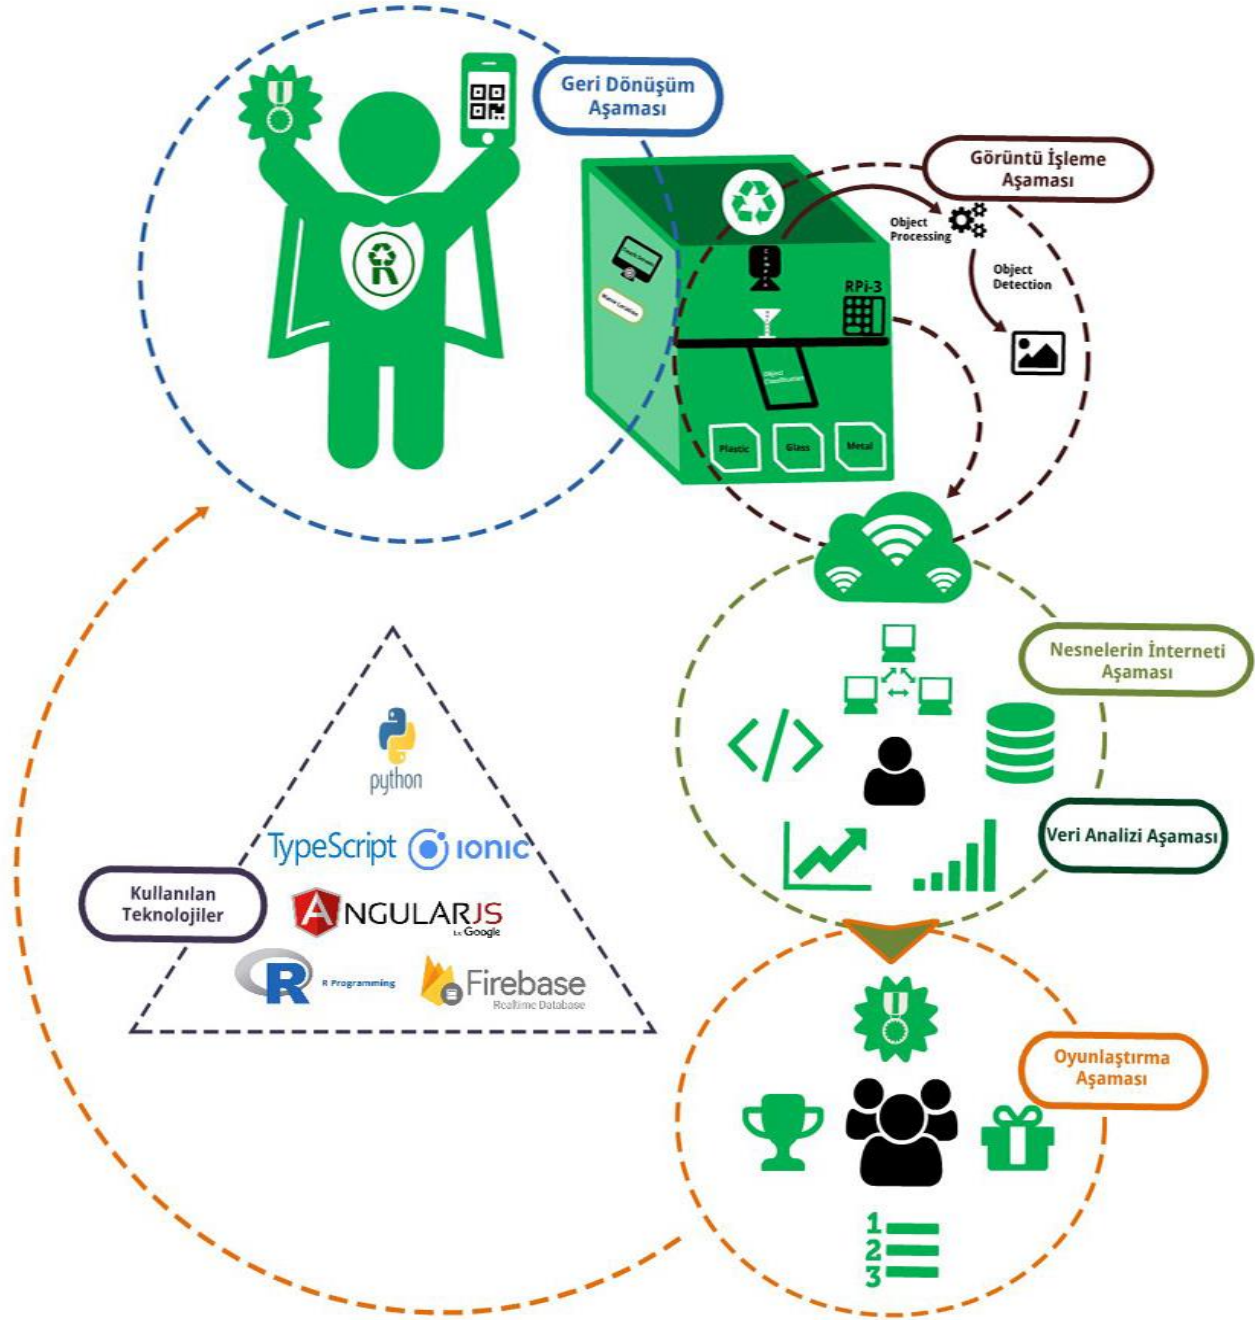 Geri Dönüşüm
Aşaması
Görüntü İşleme
Aşaması
Object
Processing
Object
Detection
RPi-3
Object
Classification
Plastic
Glass
Metal
Nesnelerin İnterneti
Aşaması
Veri Analizi Aşaması
python
TypeScript
ionic
Kullanılan
Teknolojiler
ANGULARJS
by Google
R
R Programming
Firebase
Realtime Database
Oyunlaştırma
Aşaması
1
2
3